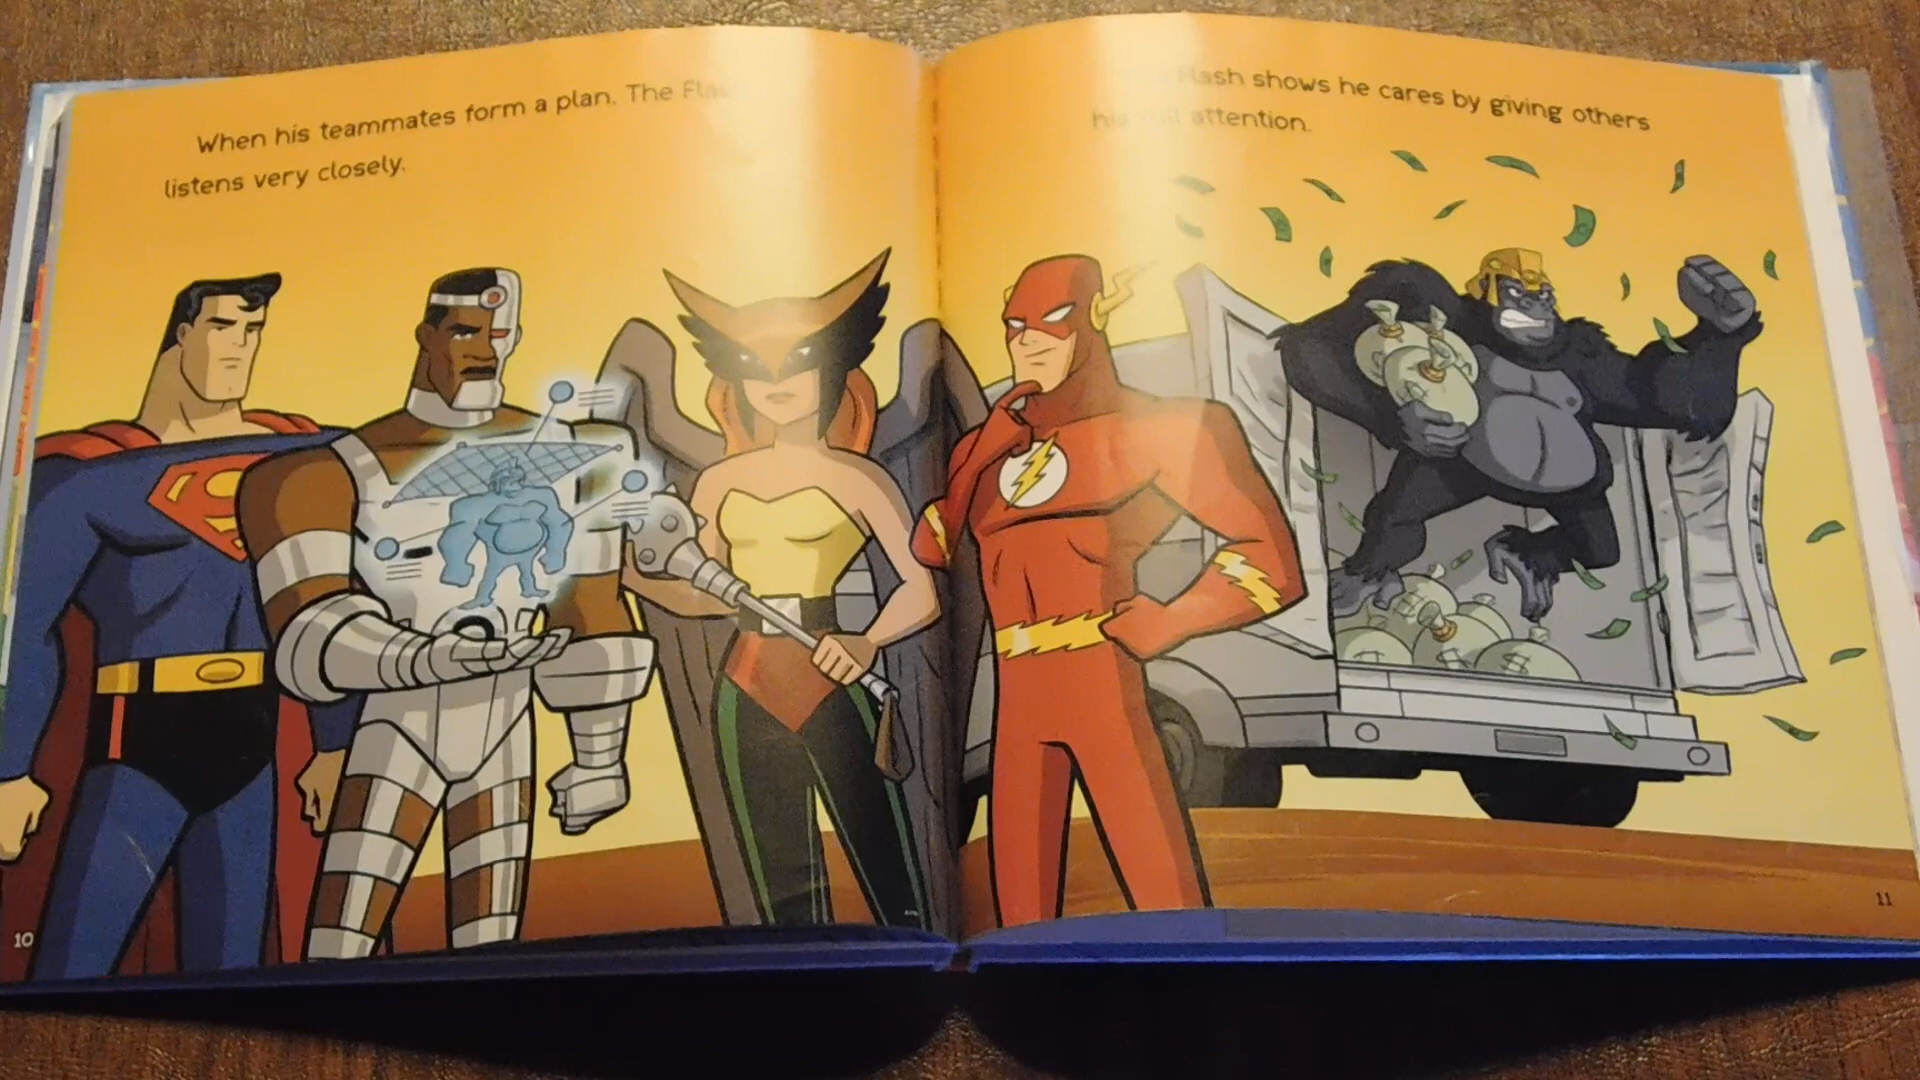 When his teammates form a plan. The Flash
listens very closely.
Flash shows he cares by giving others
his full attention.
10
11